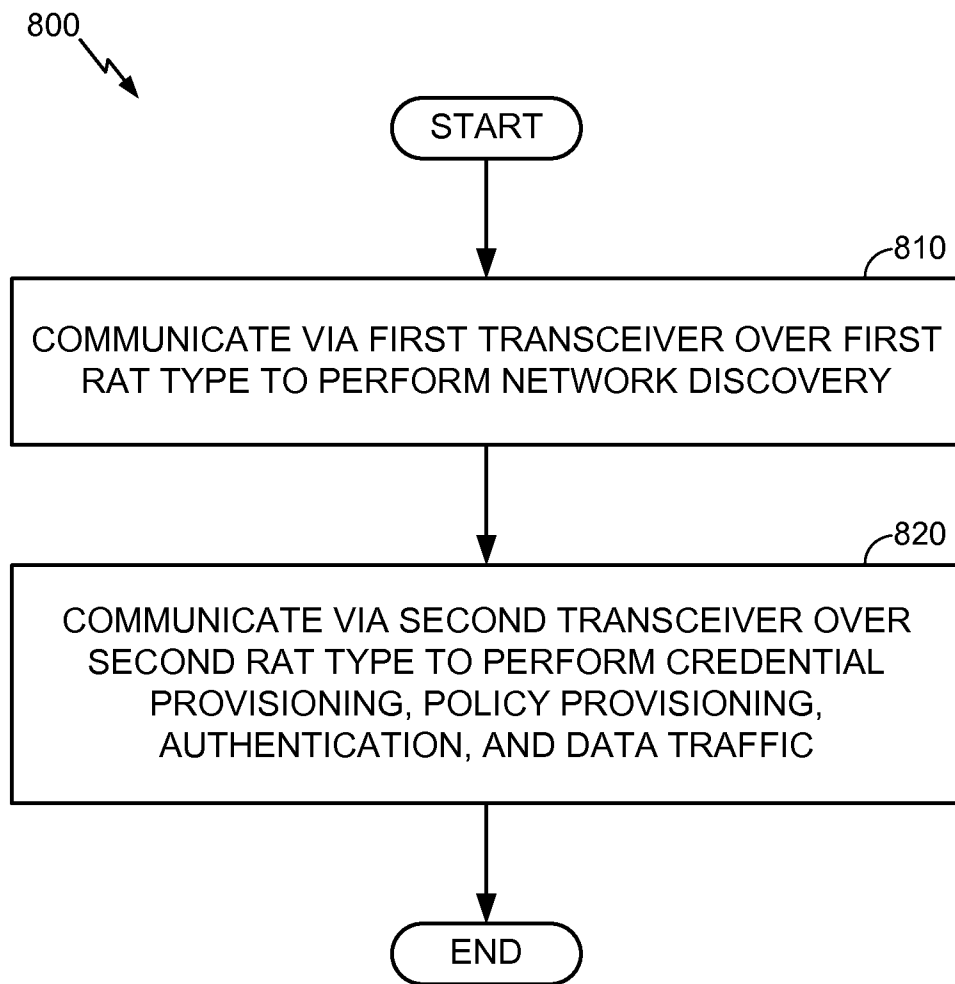 800
START
810
COMMUNICATE VIA FIRST TRANSCEIVER OVER FIRST
RAT TYPE TO PERFORM NETWORK DISCOVERY
820
COMMUNICATE VIA SECOND TRANSCEIVER OVER
SECOND RAT TYPE TO PERFORM CREDENTIAL
PROVISIONING, POLICY PROVISIONING,
AUTHENTICATION, AND DATA TRAFFIC
END